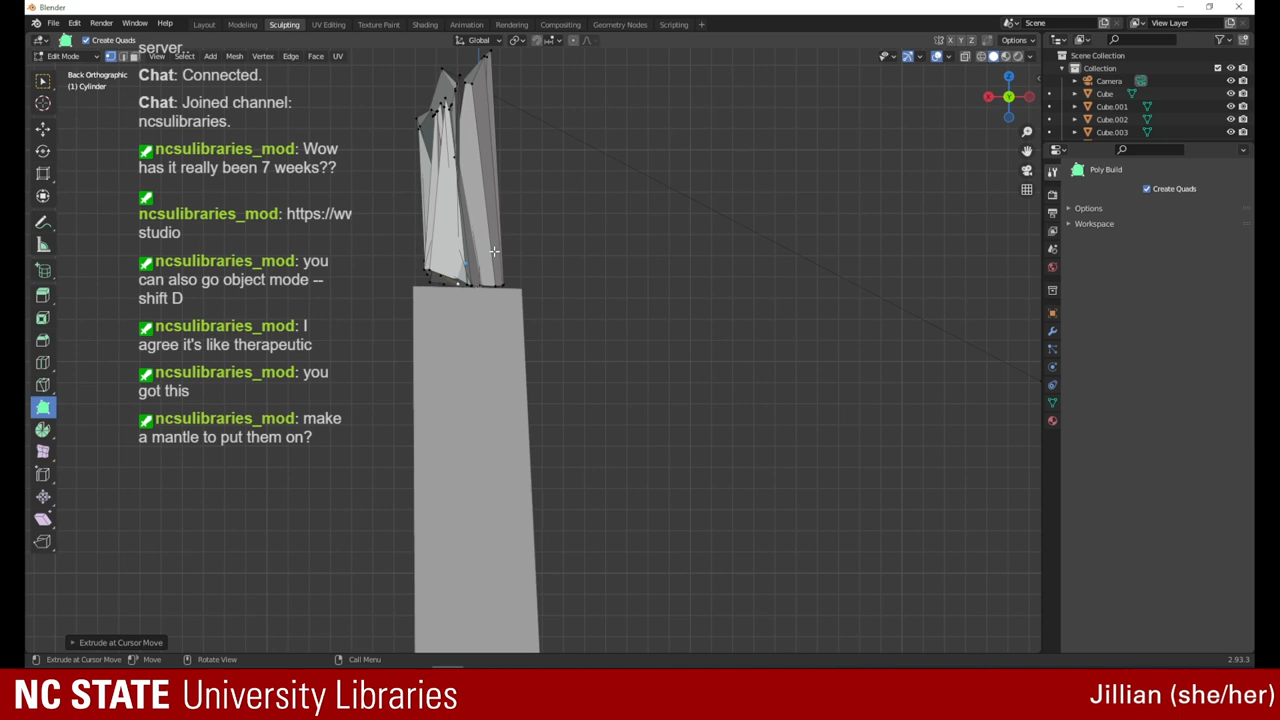 Blender
File Edit Render Window Help
Layout Modeling Sculpting UV Editing Texture Paint Shading Animation Rendering Compositing Geometry Nodes Scripting +
Scene
View Layer
Create Quads
Global
X Y Z
Options
Edit Mode View Select Add Mesh Vertex Edge Face UV
server..
Back Orthographic
(1) Cylinder
Chat: Connected.
Chat: Joined channel:
ncsulibraries.
ncsulibraries_mod: Wow
has it really been 7 weeks??
ncsulibraries_mod: https://wv
studio
ncsulibraries_mod: you
can also go object mode --
shift D
ncsulibraries_mod: I
agree it's like therapeutic
ncsulibraries_mod: you
got this
ncsulibraries_mod: make
a mantle to put them on?
Z
X
Y
Scene Collection
Collection
Camera
Cube
Cube.001
Cube.002
Cube.003
Poly Build
Create Quads
Options
Workspace
Extrude at Cursor Move
Extrude at Cursor Move
Move
Rotate View
Call Menu
2.93.3
NC STATE University Libraries
Jillian (she/her)